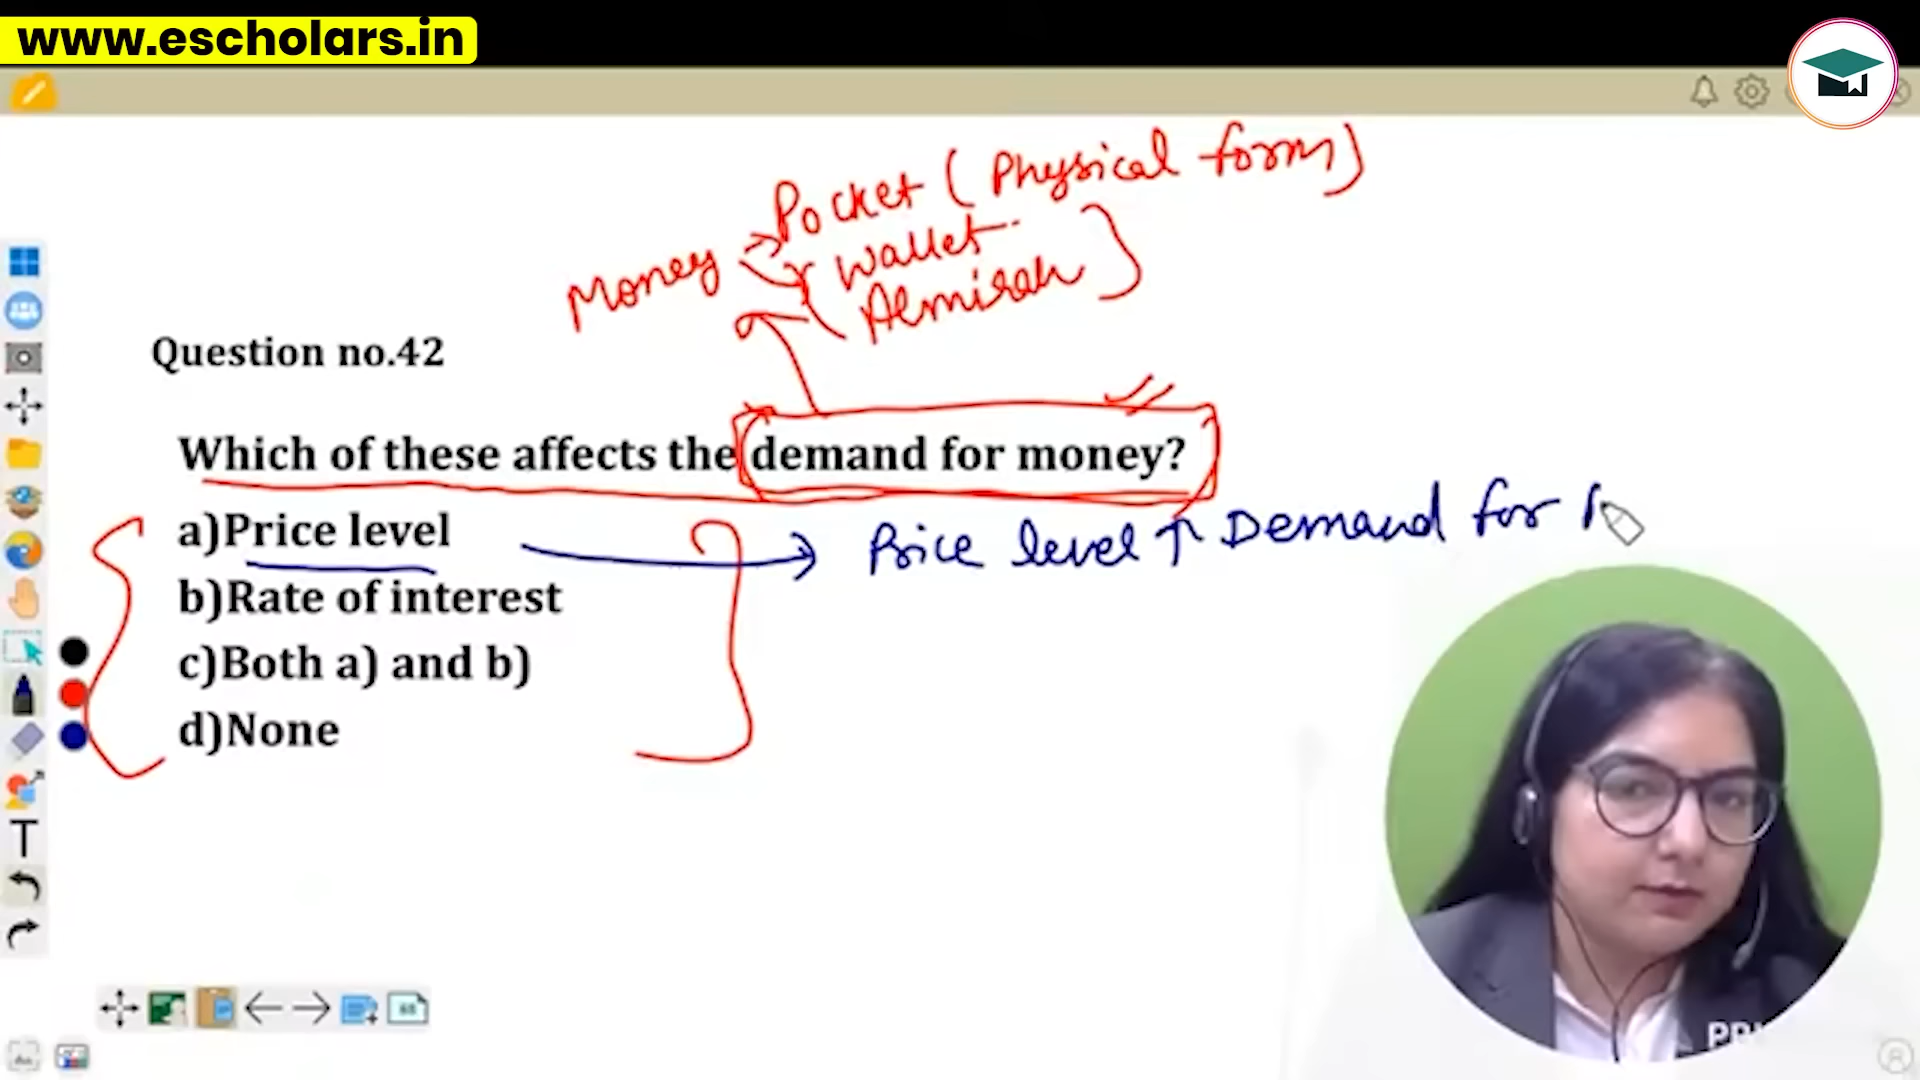 www.escholars.in
Pocket (Physical form)
Money → wallet
Almirah
Question no.42
Which of these affects the demand for money?
a)Price level
Price level ↑ Demand for
b)Rate of interest
c)Both a) and b)
d)None
T